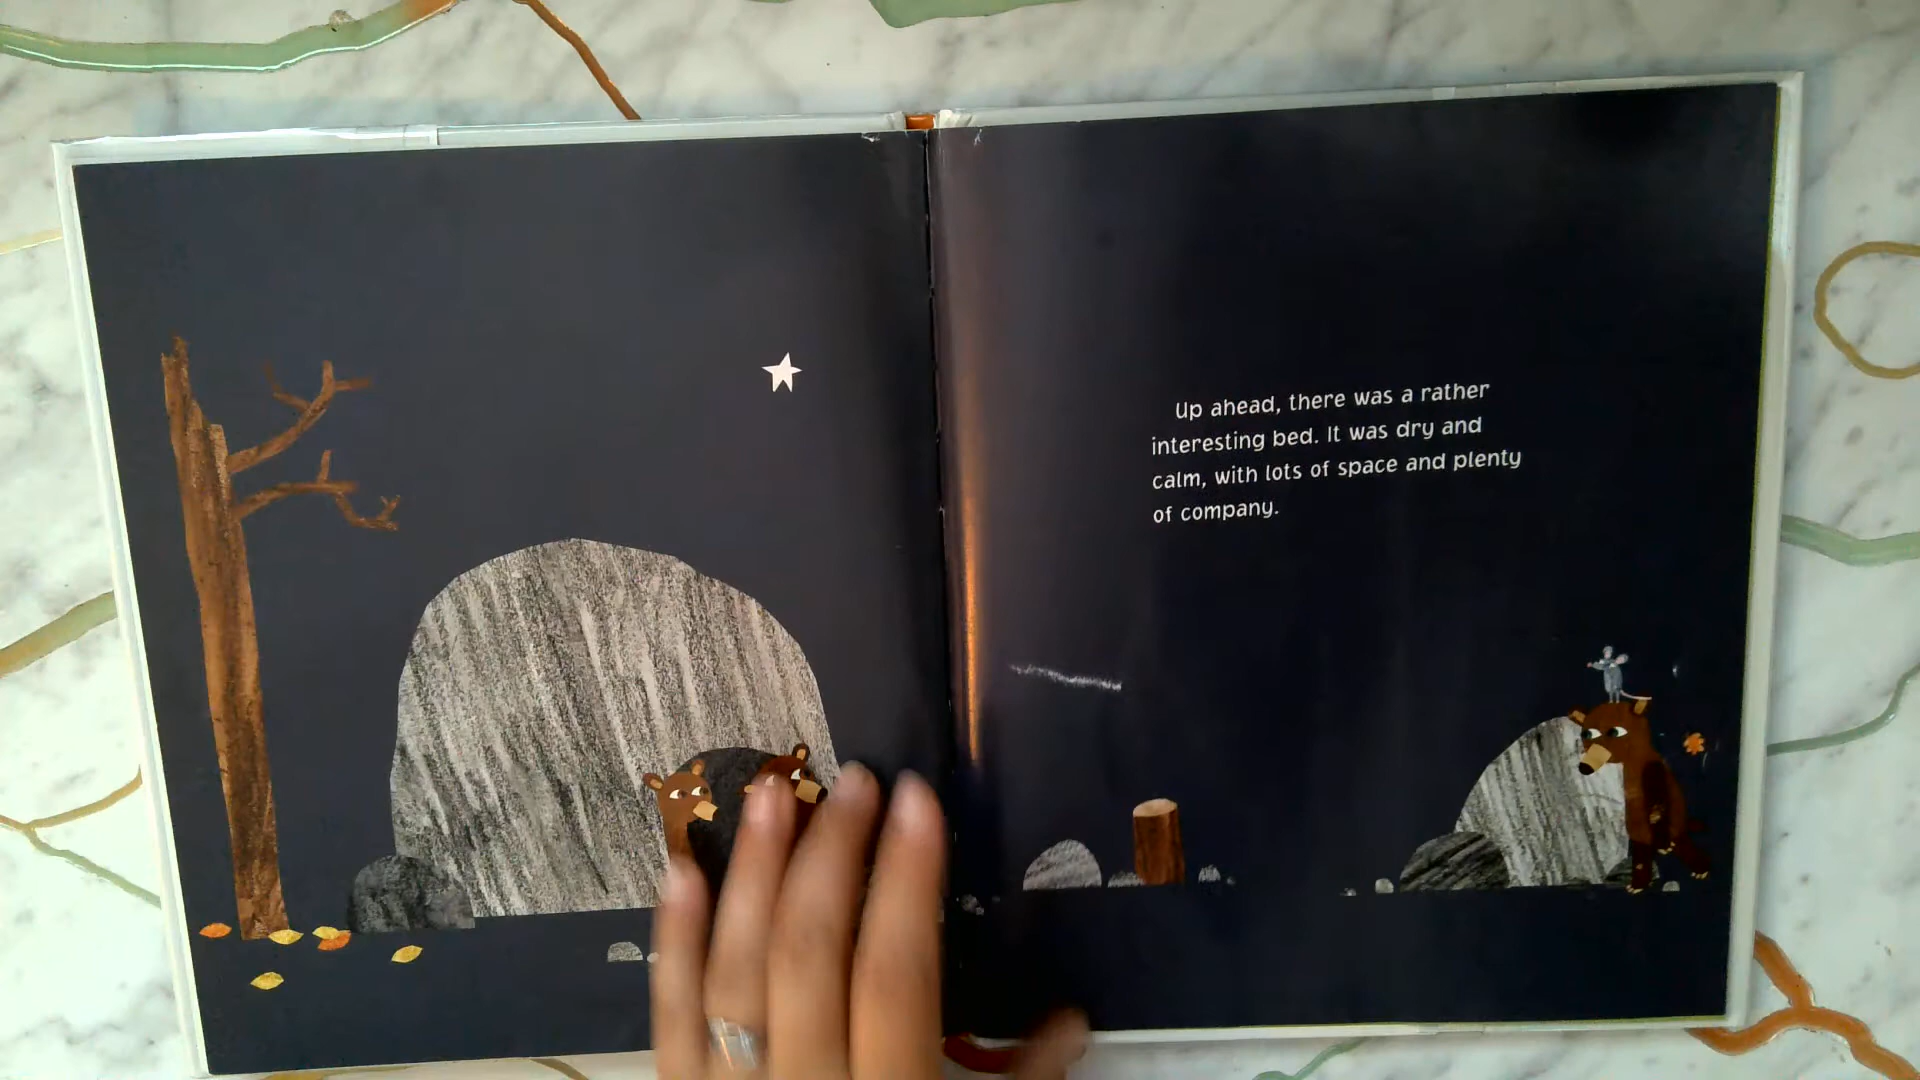 Up ahead, there was a rather
interesting bed. It was dry and
calm, with lots of space and plenty
of company.